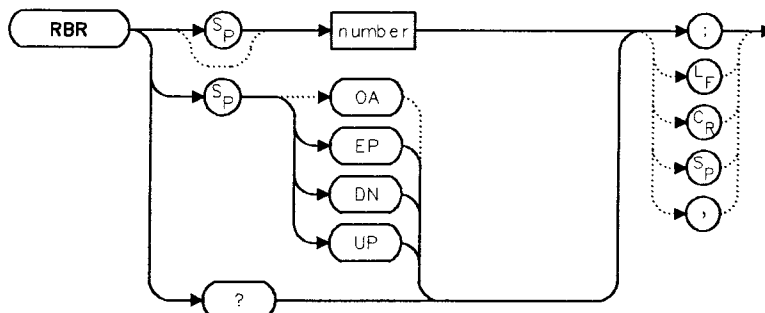 RBR SP number ;
LF
SP OA
EP CR
DN SP
UP ,
?